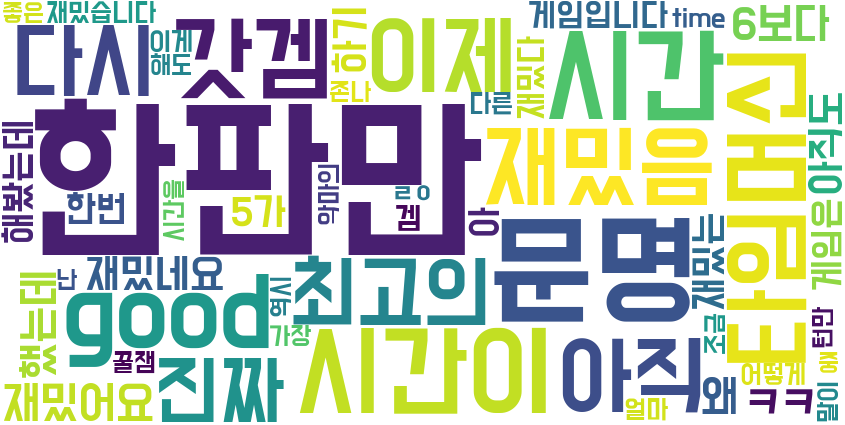 좋은 재밌습니다
게임입니다 time
6보다
다시
갓겜
이게
해도
하기
존나
이제
재밌다
다른
시간
타임머신
아직도
해봤는데
한판만
한번
시간을
5가
악마의
ㄹㅇ
겜
아
재밌음
문명
재밌는
게임은
난
재밌네요
역시
최고의
조금
턴만
했는데
good
꿀잼
가장
재밌어요
진짜
시간이
아직
얼마
왜
어떻게
중
ㅋㅋ
말이